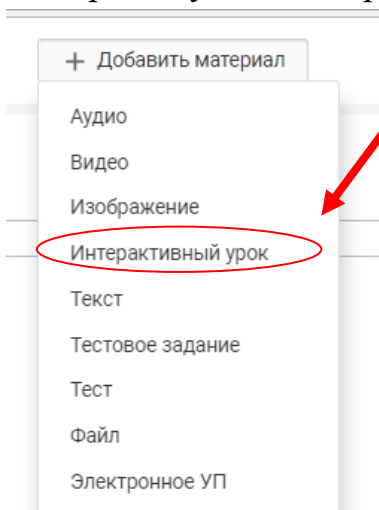 + Добавить материал
Аудио
Видео
Изображение
Интерактивный урок
Текст
Тестовое задание
Тест
Файл
Электронное УП